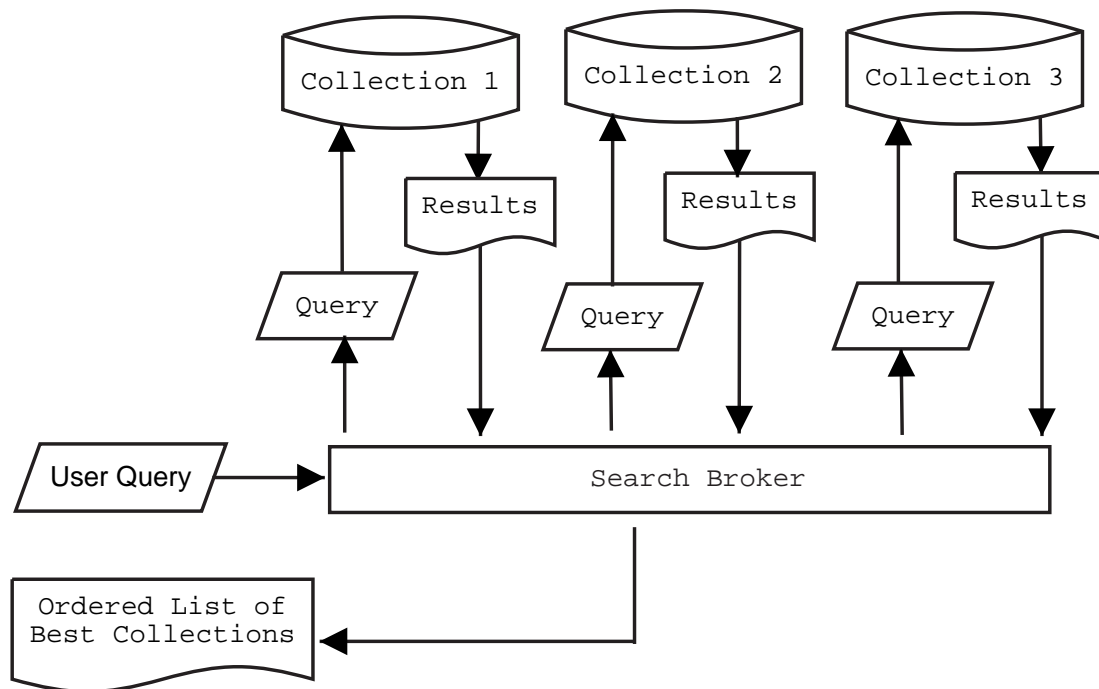 Collection 1
Collection 2
Collection 3
Results
Results
Results
Query
Query
Query
User Query
Search Broker
Ordered List of
Best Collections